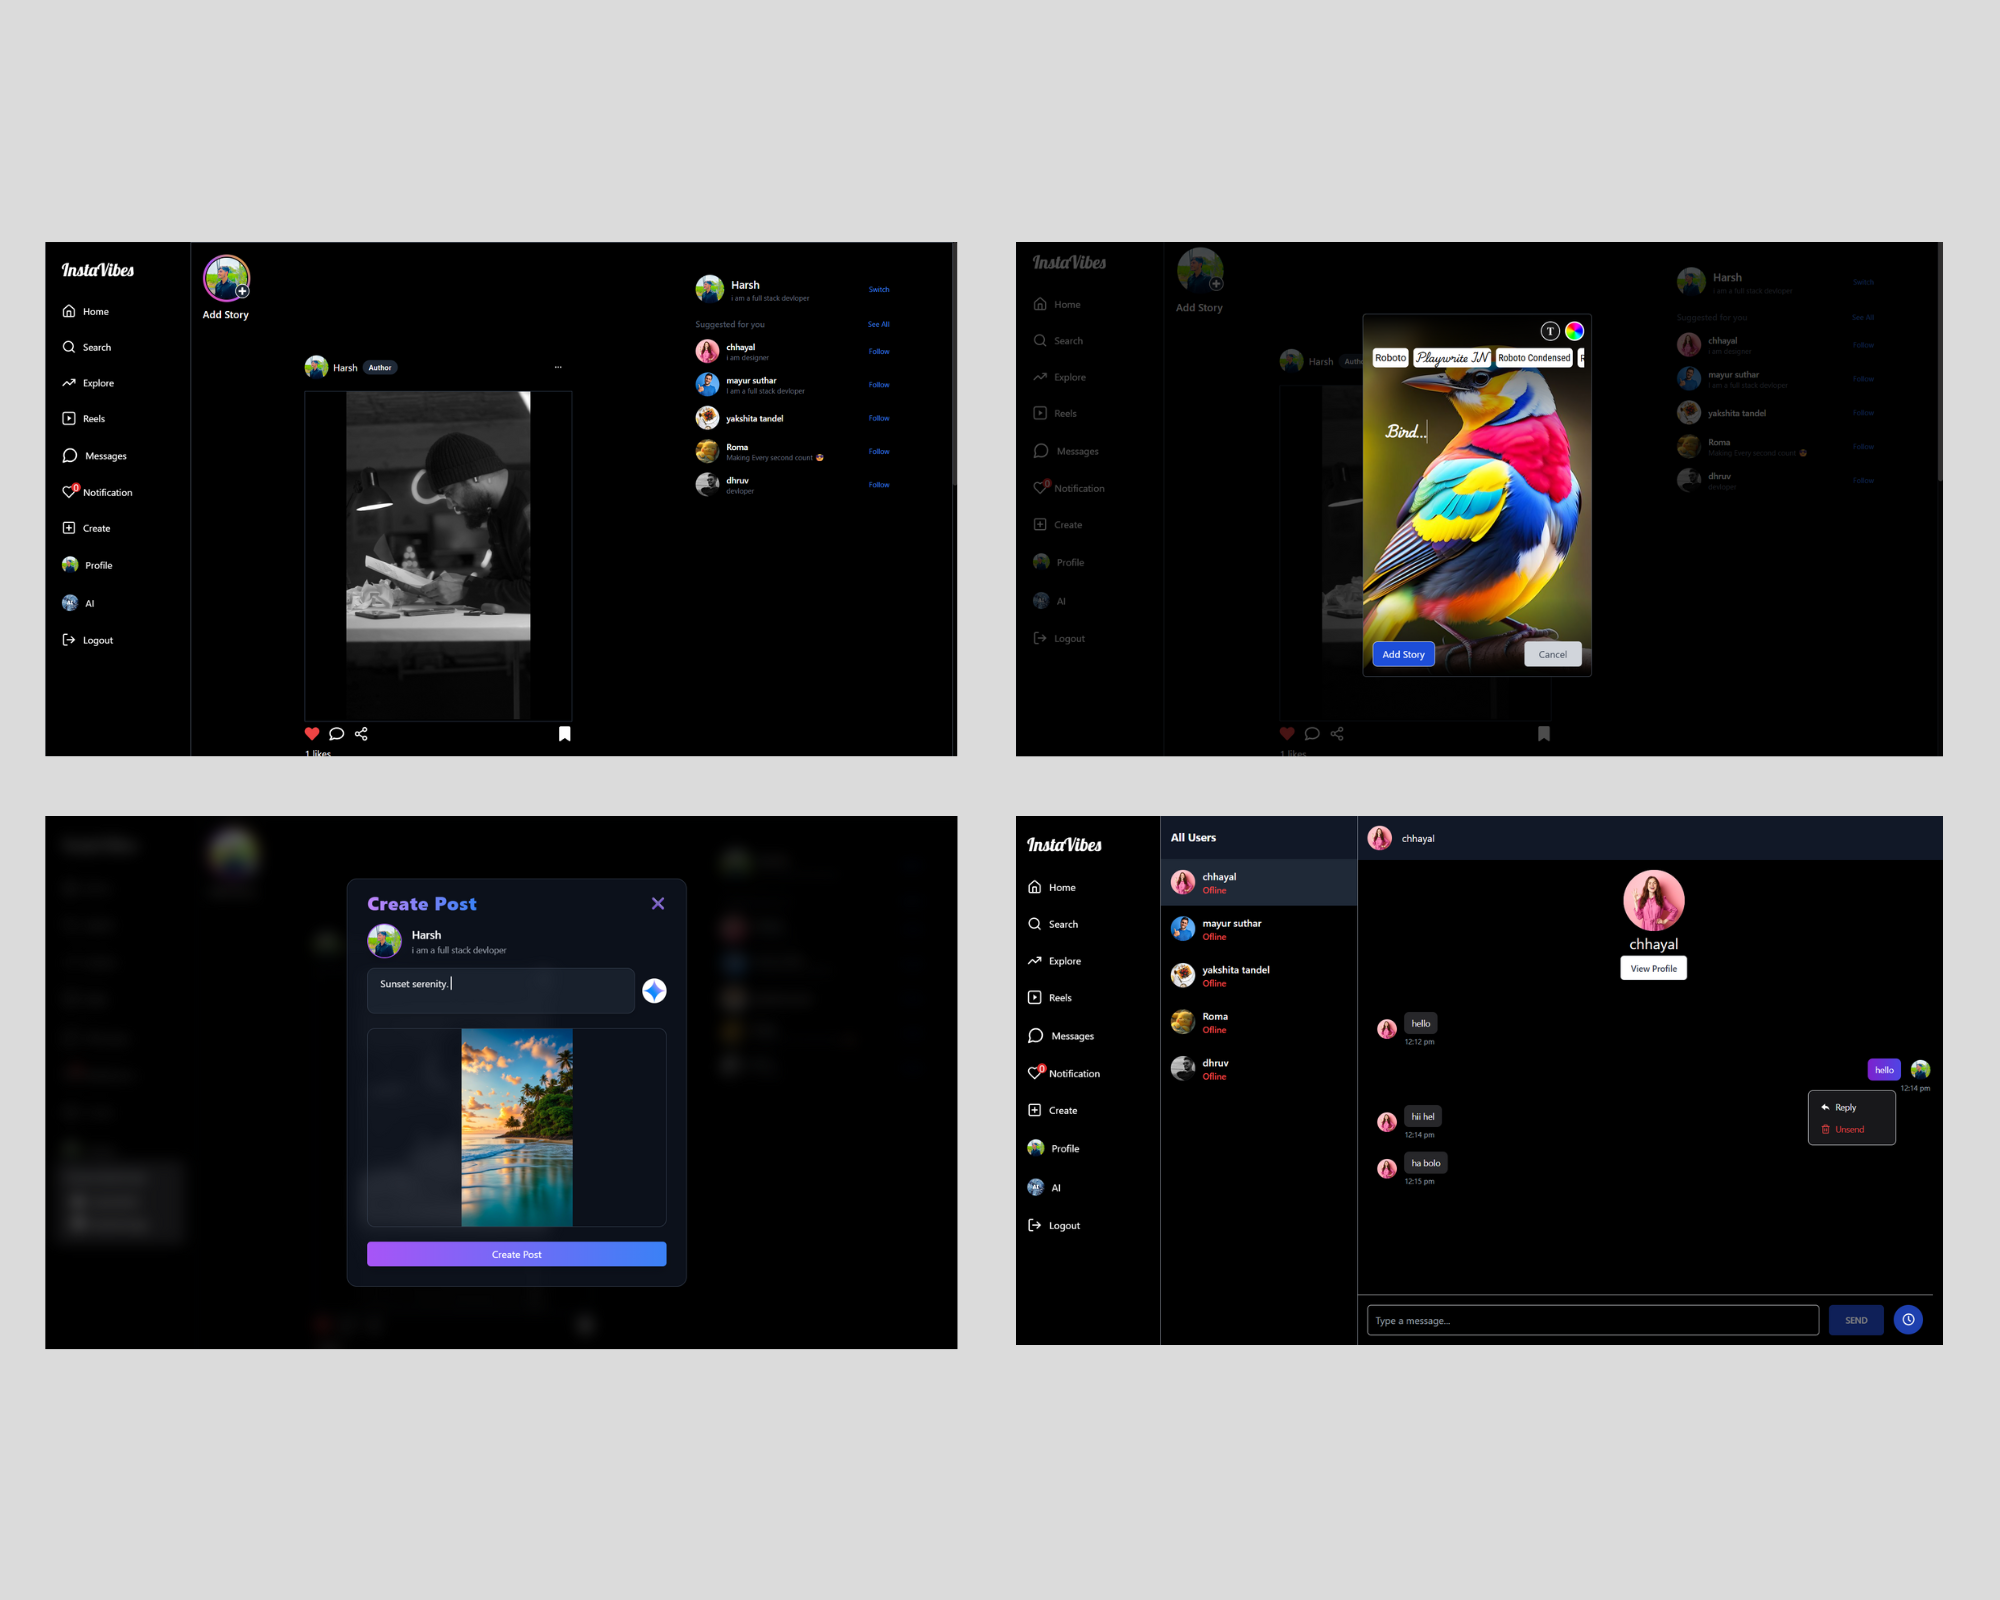 InstaVibes
Home
Search
Explore
Reels
Messages
0
Notification
Create
Profile
AI
Logout
Add Story
Harsh Author
...
1 likes
Harsh
i am a full stack devloper
Switch
Suggested for you
See All
chhayal
i am designer
Follow
mayur suthar
I am a full stack devloper
Follow
yakshita tandel
Follow
Roma
Making Every second count 😎
Follow
dhruv
devloper
Follow
InstaVibes
Home
Search
Explore
Reels
Messages
0
Notification
Create
Profile
AI
Logout
Add Story
Harsh
1 likes
T
Roboto
Playwrite IN
Roboto Condensed
Bird...
Add Story
Cancel
Harsh
i am a full stack devloper
Switch
Suggested for you
See All
chhayal
i am designer
Follow
mayur suthar
I am a full stack devloper
Follow
yakshita tandel
Follow
Roma
Making Every second count 😎
Follow
dhruv
devloper
Follow
Create Post
Harsh
i am a full stack devloper
Sunset serenity.
Create Post
InstaVibes
Home
Search
Explore
Reels
Messages
0
Notification
Create
Profile
AI
Logout
All Users
chhayal
Ofline
mayur suthar
Ofline
yakshita tandel
Ofline
Roma
Ofline
dhruv
Ofline
chhayal
chhayal
View Profile
hello
12:12 pm
hello
12:14 pm
Reply
Unsend
hii hel
12:14 pm
ha bolo
12:15 pm
Type a message...
SEND